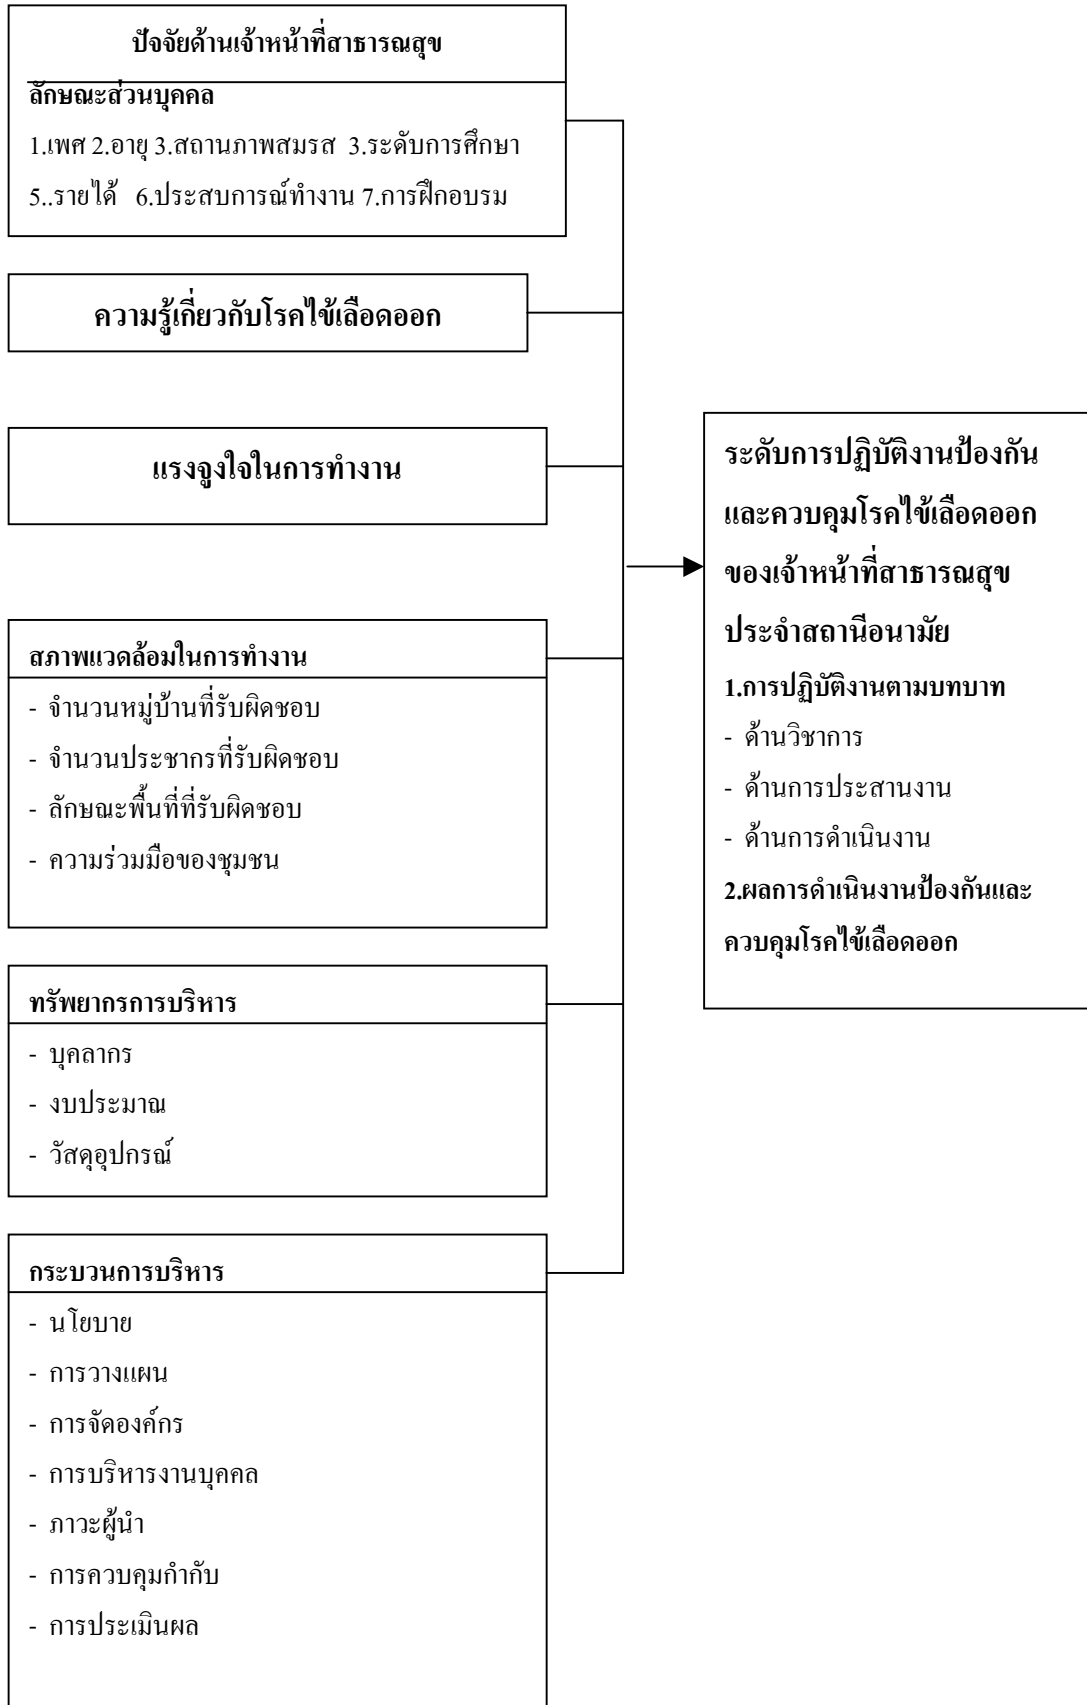 ปัจจัยด้านเจ้าหน้าที่สาธารณสุข
ลักษณะส่วนบุคคล
1.เพศ 2.อายุ 3.สถานภาพสมรส 3.ระดับการศึกษา
5..รายได้ 6.ประสบการณ์ทำงาน 7.การฝึกอบรม
ความรู้เกี่ยวกับโรคไข้เลือดออก
แรงจูงใจในการทำงาน
สภาพแวดล้อมในการทำงาน
- จำนวนหมู่บ้านที่รับผิดชอบ
- จำนวนประชากรที่รับผิดชอบ
- ลักษณะพื้นที่ที่รับผิดชอบ
- ความร่วมมือของชุมชน
ทรัพยากรการบริหาร
- บุคลากร
- งบประมาณ
- วัสดุอุปกรณ์
กระบวนการบริหาร
- นโยบาย
- การวางแผน
- การจัดองค์กร
- การบริหารงานบุคคล
- ภาวะผู้นำ
- การควบคุมกำกับ
- การประเมินผล
ระดับการปฏิบัติงานป้องกัน
และควบคุมโรคไข้เลือดออก
ของเจ้าหน้าที่สาธารณสุข
ประจำสถานีอนามัย
1.การปฏิบัติงานตามบทบาท
- ด้านวิชาการ
- ด้านการประสานงาน
- ด้านการดำเนินงาน
2.ผลการดำเนินงานป้องกันและ
ควบคุมโรคไข้เลือดออก